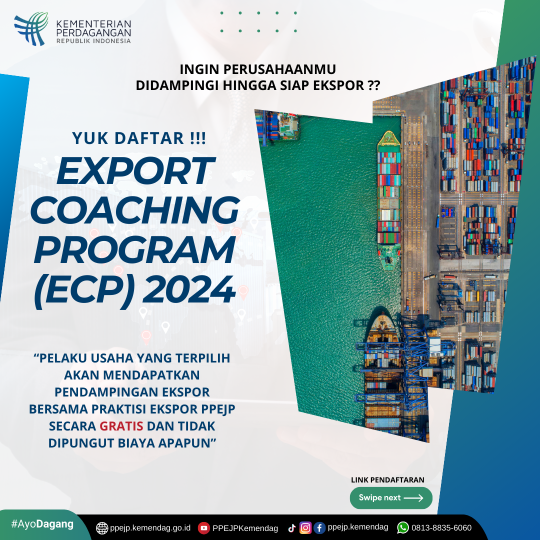 KEMENTERIAN
PERDAGANGAN
REPUBLIK INDONESIA
INGIN PERUSAHAANMU
DIDAMPINGI HINGGA SIAP EKSPOR ??
YUK DAFTAR !!!
EXPORT
COACHING
PROGRAM
(ECP) 2024
“PELAKU USAHA YANG TERPILIH
AKAN MENDAPATKAN
PENDAMPINGAN EKSPOR
BERSAMA PRAKTISI EKSPOR PPEJP
SECARA GRATIS DAN TIDAK
DIPUNGUT BIAYA APAPUN”
LINK PENDAFTARAN
Swipe next
#AyoDagang
ppejp.kemendag.go.id
PPEJPKemendag
ppejp.kemendag
0813-8835-6060